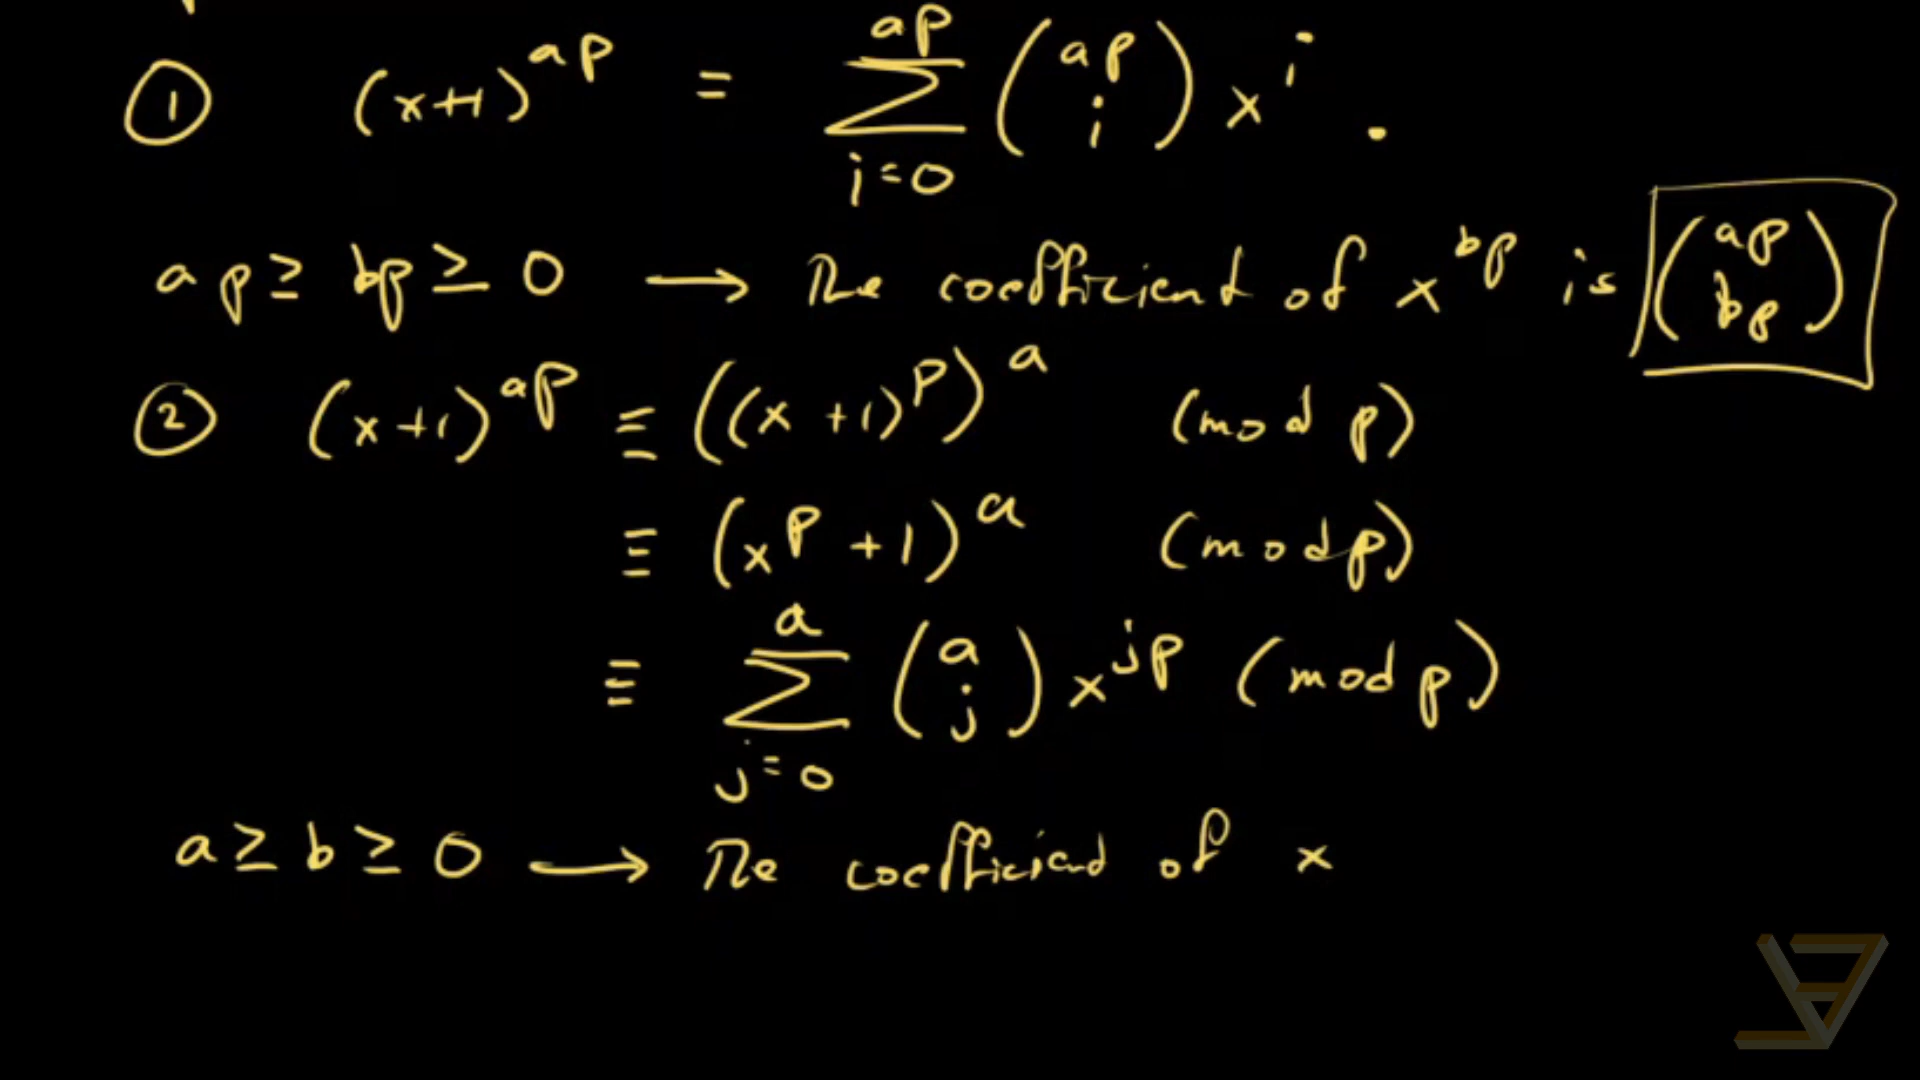 ① (x+1)^{ap} = \sum_{i=0}^{ap} \binom{ap}{i} x^i .
ap ≥ bp ≥ 0 → The coefficient of x^{bp} is \binom{ap}{bp}
② (x+1)^{ap} ≡ ((x+1)^p)^a (mod p)
≡ (x^p + 1)^a (mod p)
≡ \sum_{j=0}^{a} \binom{a}{j} x^{jp} (mod p)
a ≥ b ≥ 0 → The coefficient of x